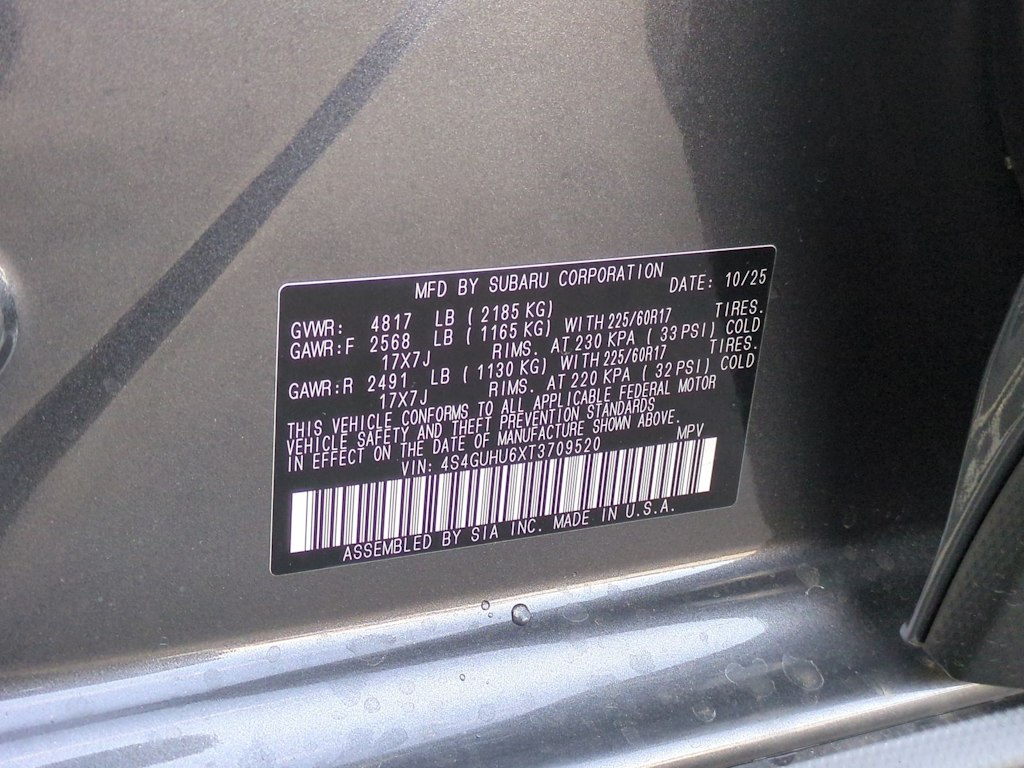 MFD BY SUBARU CORPORATION DATE: 10/25
GVWR: 4817 LB ( 2185 KG)
GAWR:F 2568 LB ( 1165 KG) WITH 225/60R17 TIRES.
17X7J RIMS. AT 230 KPA ( 33 PSI) COLD
GAWR:R 2491 LB ( 1130 KG) WITH 225/60R17 TIRES.
17X7J RIMS. AT 220 KPA ( 32 PSI) COLD
THIS VEHICLE CONFORMS TO ALL APPLICABLE FEDERAL MOTOR
VEHICLE SAFETY AND THEFT PREVENTION STANDARDS
IN EFFECT ON THE DATE OF MANUFACTURE SHOWN ABOVE.
VIN: 4S4GUHU6XT3709520 MPV
ASSEMBLED BY SIA INC. MADE IN U.S.A.